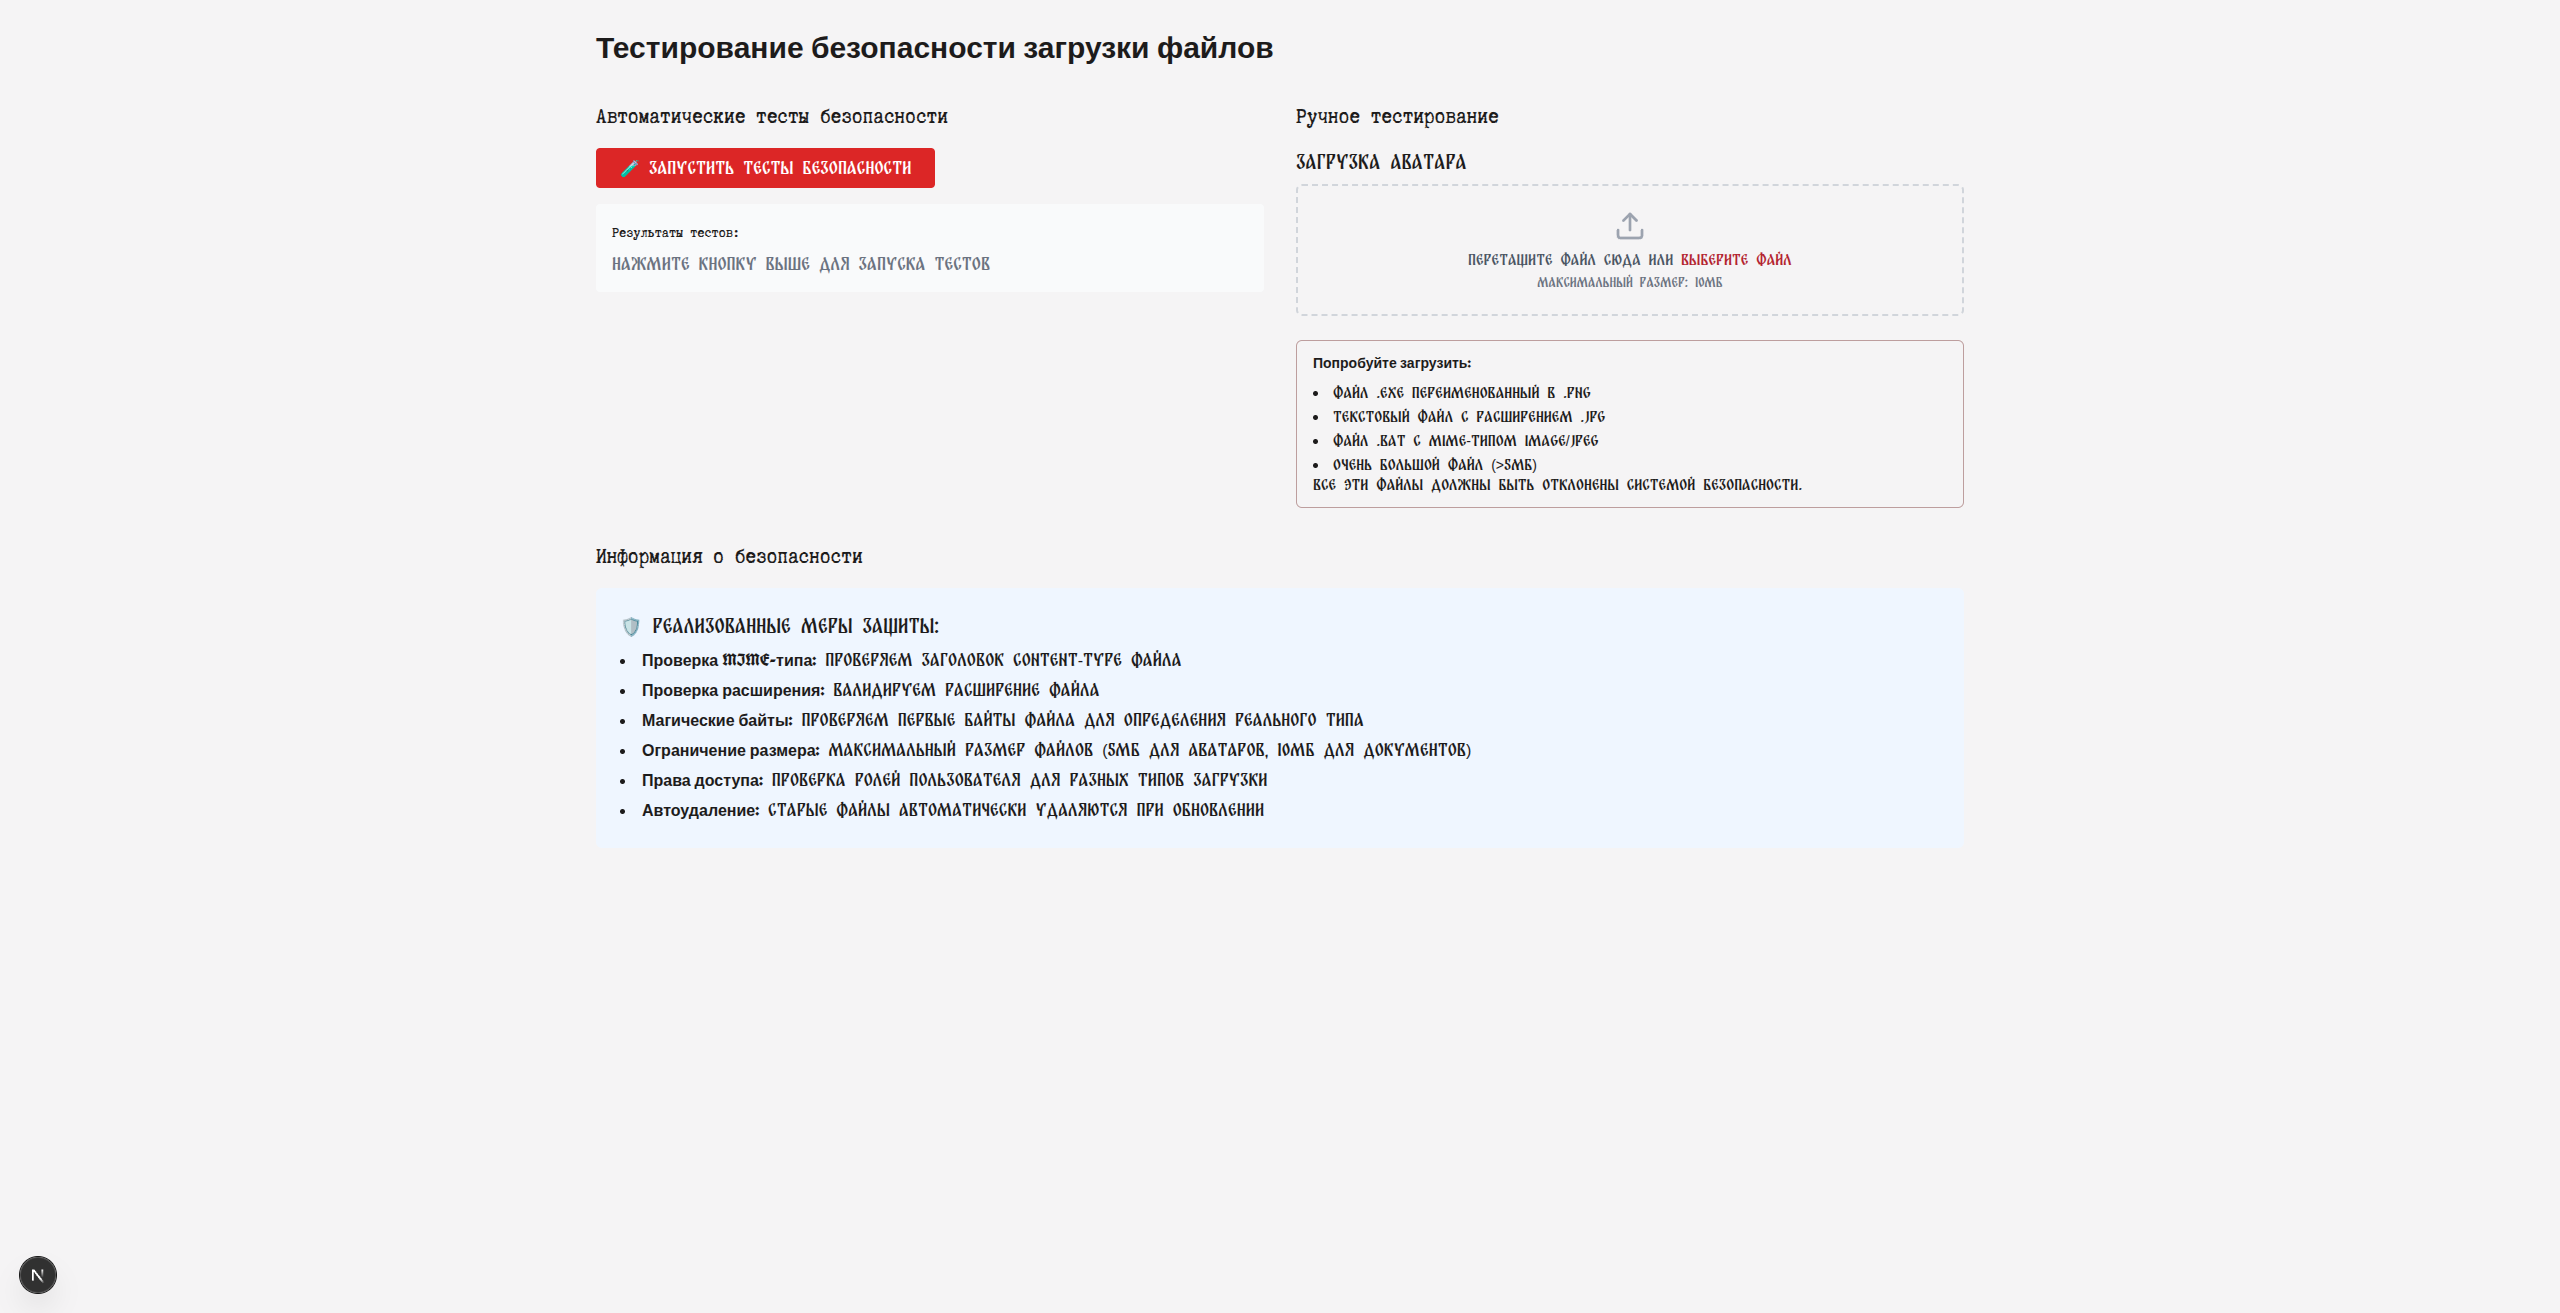 Тестирование безопасности загрузки файлов
Автоматические тесты безопасности
ЗАПУСТИТЬ ТЕСТЫ БЕЗОПАСНОСТИ
Результаты тестов:
НАЖМИТЕ КНОПКУ ВЫШЕ ДЛЯ ЗАПУСКА ТЕСТОВ
Ручное тестирование
ЗАГРУЗКА АВАТАРА
ПЕРЕТАЩИТЕ ФАЙЛ СЮДА ИЛИ ВЫБЕРИТЕ ФАЙЛ
МАКСИМАЛЬНЫЙ РАЗМЕР: 10МБ
Попробуйте загрузить:
ФАЙЛ .EXE ПЕРЕИМЕНОВАННЫЙ В .PNG
ТЕКСТОВЫЙ ФАЙЛ С РАСШИРЕНИЕМ .JPG
ФАЙЛ .BAT С MIME-ТИПОМ IMAGE/JPEG
ОЧЕНЬ БОЛЬШОЙ ФАЙЛ (>5МБ)
ВСЕ ЭТИ ФАЙЛЫ ДОЛЖНЫ БЫТЬ ОТКЛОНЕНЫ СИСТЕМОЙ БЕЗОПАСНОСТИ.
Информация о безопасности
РЕАЛИЗОВАННЫЕ МЕРЫ ЗАЩИТЫ:
Проверка MIME-типа: ПРОВЕРЯЕМ ЗАГОЛОВОК CONTENT-TYPE ФАЙЛА
Проверка расширения: ВАЛИДИРУЕМ РАСШИРЕНИЕ ФАЙЛА
Магические байты: ПРОВЕРЯЕМ ПЕРВЫЕ БАЙТЫ ФАЙЛА ДЛЯ ОПРЕДЕЛЕНИЯ РЕАЛЬНОГО ТИПА
Ограничение размера: МАКСИМАЛЬНЫЙ РАЗМЕР ФАЙЛОВ (5МБ ДЛЯ АВАТАРОВ, 10МБ ДЛЯ ДОКУМЕНТОВ)
Права доступа: ПРОВЕРКА РОЛЕЙ ПОЛЬЗОВАТЕЛЯ ДЛЯ РАЗНЫХ ТИПОВ ЗАГРУЗКИ
Автоудаление: СТАРЫЕ ФАЙЛЫ АВТОМАТИЧЕСКИ УДАЛЯЮТСЯ ПРИ ОБНОВЛЕНИИ
N